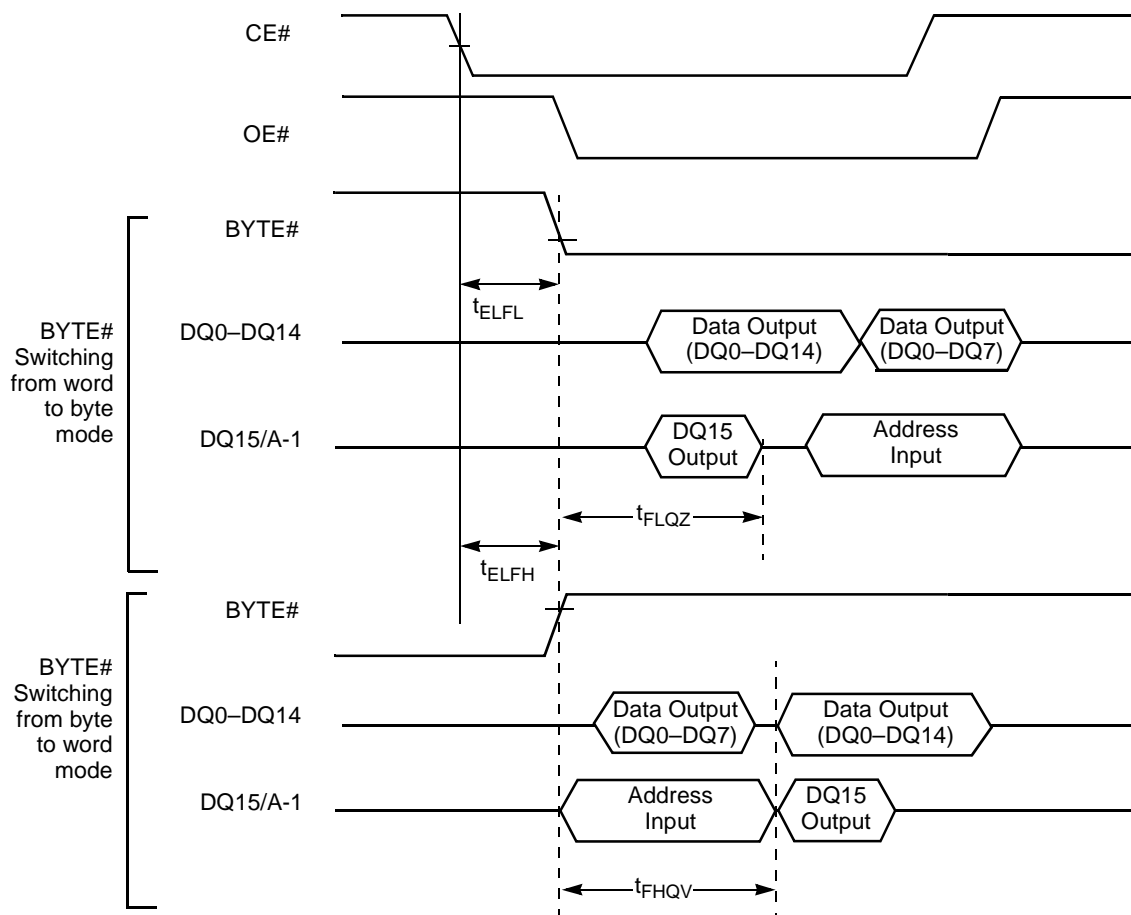 CE#
OE#
BYTE#
tELFL
BYTE#
Switching
from word
to byte
mode
DQ0–DQ14
Data Output
(DQ0–DQ14)
Data Output
(DQ0–DQ7)
DQ15/A-1
DQ15
Output
Address
Input
tFLQZ
tELFH
BYTE#
BYTE#
Switching
from byte
to word
mode
DQ0–DQ14
Data Output
(DQ0–DQ7)
Data Output
(DQ0–DQ14)
DQ15/A-1
Address
Input
DQ15
Output
tFHQV